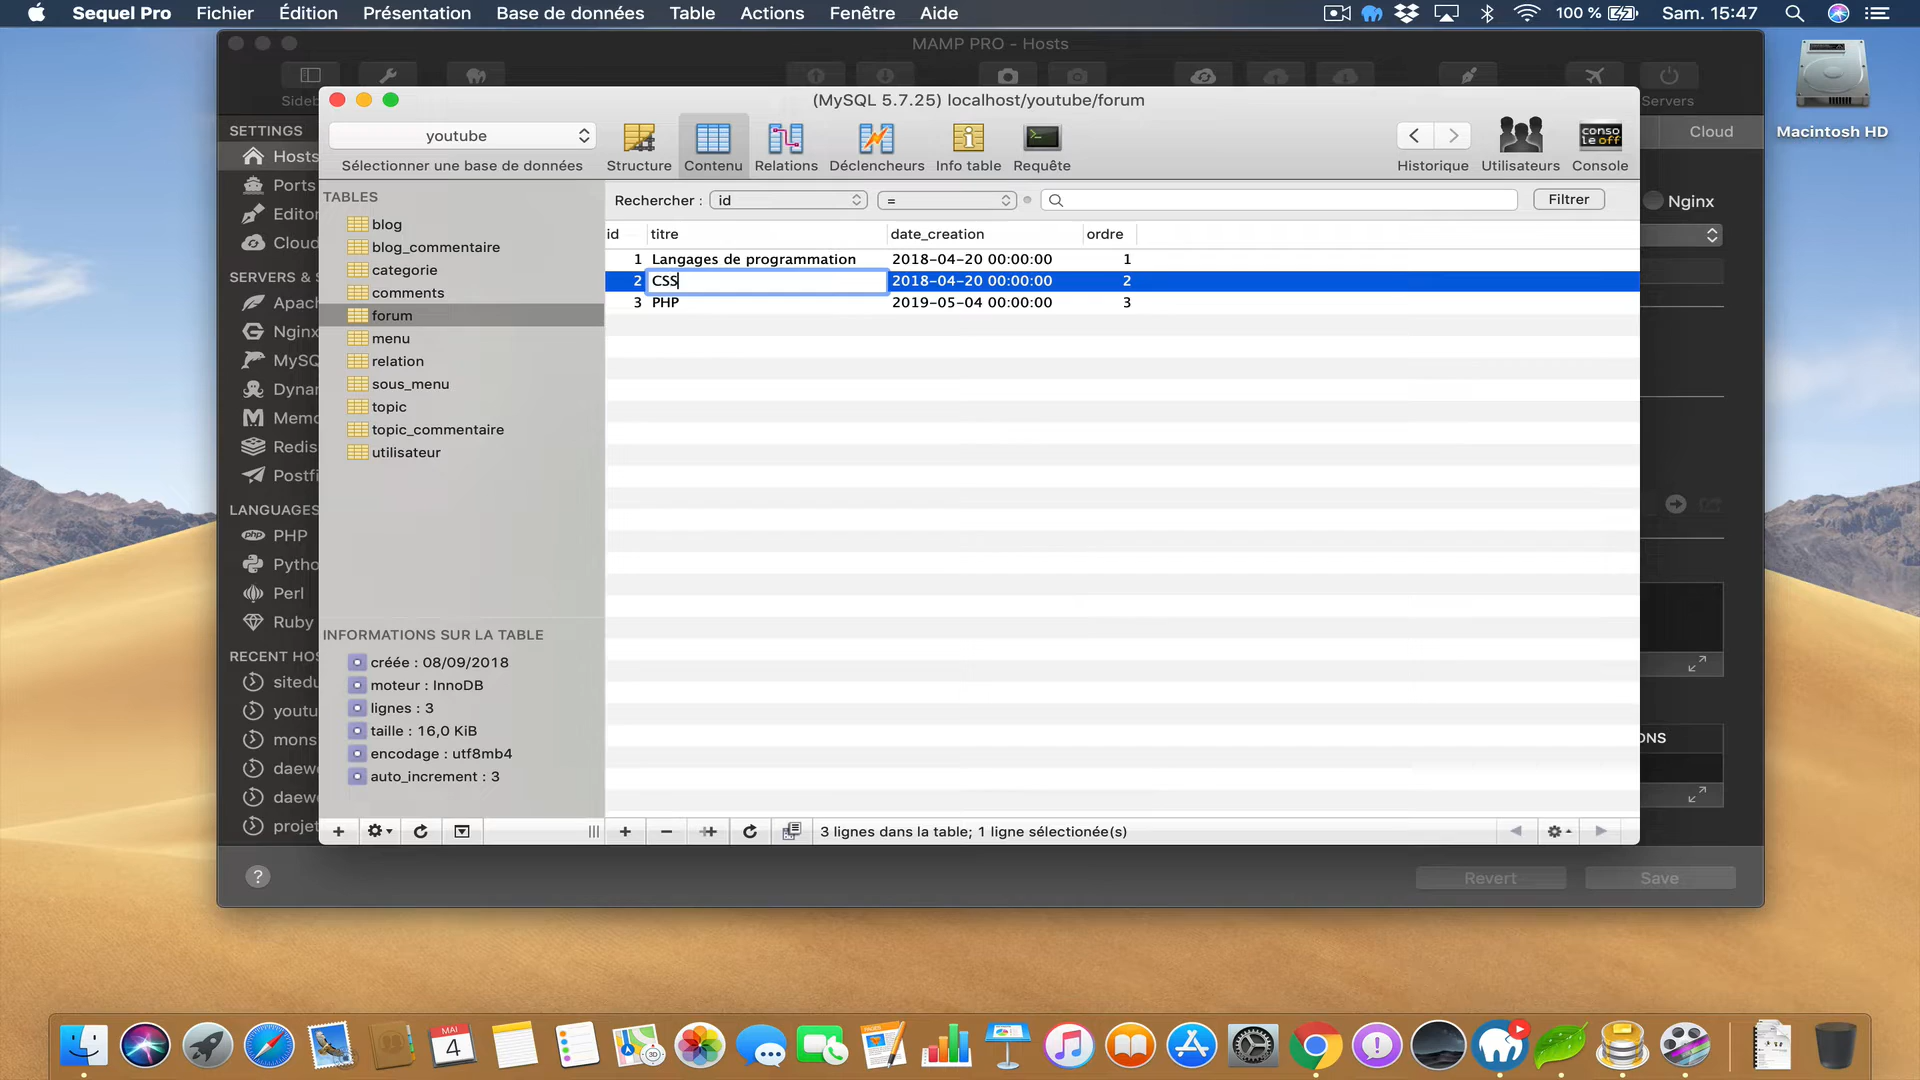 Sequel Pro Fichier Édition Présentation Base de données Table Actions Fenêtre Aide 100 % Sam. 15:47
MAMP PRO - Hosts
Servers
Macintosh HD
SETTINGS
Hosts
Ports
Cloud
SERVERS &
Nginx
LANGUAGES
PHP
Perl
Ruby
Cloud
Nginx
Revert
Save
(MySQL 5.7.25) localhost/youtube/forum
youtube
Sélectionner une base de données
Structure Contenu Relations Déclencheurs Info table Requête Historique Utilisateurs Console
conso
le off
TABLES
blog
blog_commentaire
categorie
comments
forum
menu
relation
sous_menu
topic
topic_commentaire
utilisateur
INFORMATIONS SUR LA TABLE
créée : 08/09/2018
moteur : InnoDB
lignes : 3
taille : 16,0 KiB
encodage : utf8mb4
auto_increment : 3
Rechercher : id = Filtrer
id titre date_creation ordre
1 Langages de programmation 2018-04-20 00:00:00 1
2 CSS 2018-04-20 00:00:00 2
3 PHP 2019-05-04 00:00:00 3
3 lignes dans la table; 1 ligne sélectionée(s)
MAI
4